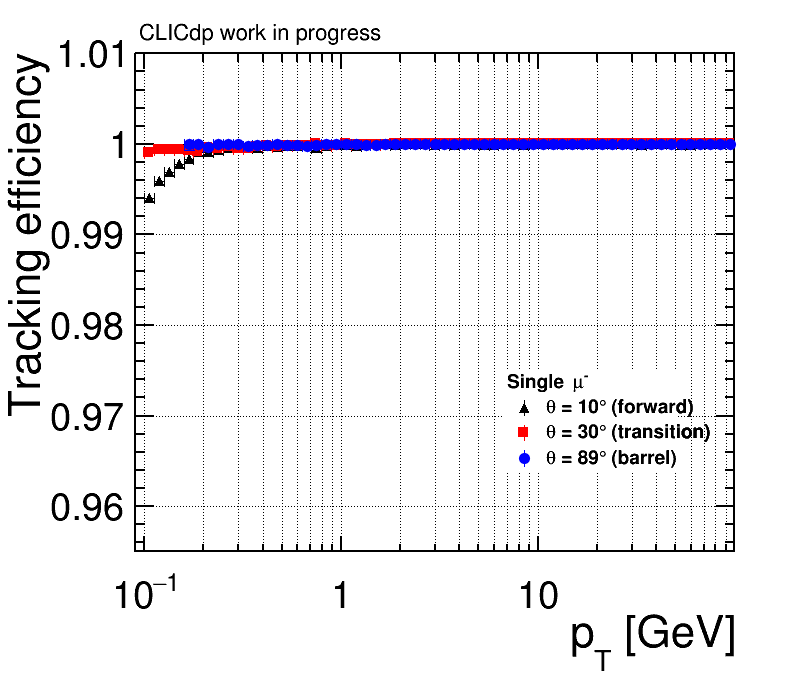 CLICdp work in progress
Tracking efficiency
1.01
1
0.99
0.98
0.97
0.96
Single μ⁻
θ = 10° (forward)
θ = 30° (transition)
θ = 89° (barrel)
10⁻¹ 1 10
p_T [GeV]